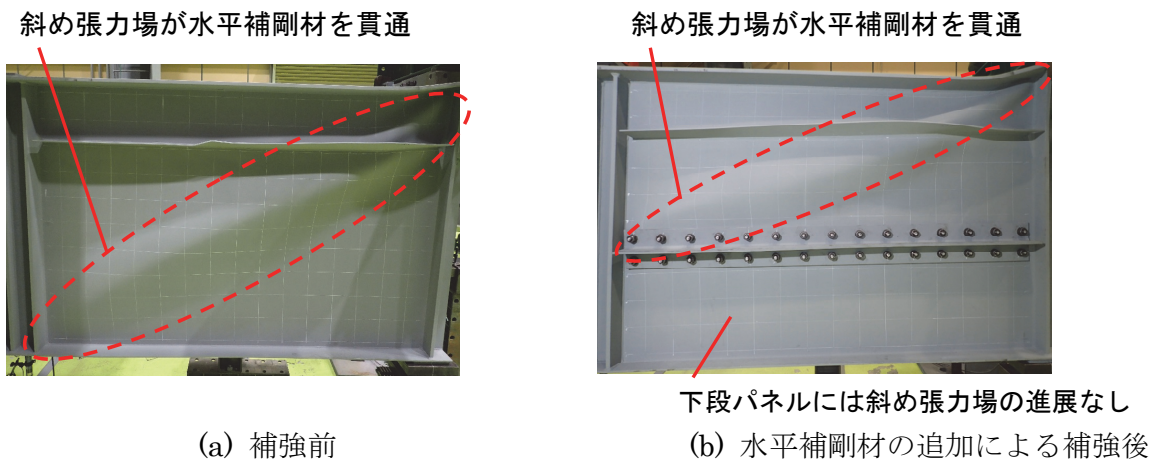 斜め張力場が水平補剛材を貫通
斜め張力場が水平補剛材を貫通
下段パネルには斜め張力場の進展なし
(a) 補強前
(b) 水平補剛材の追加による補強後